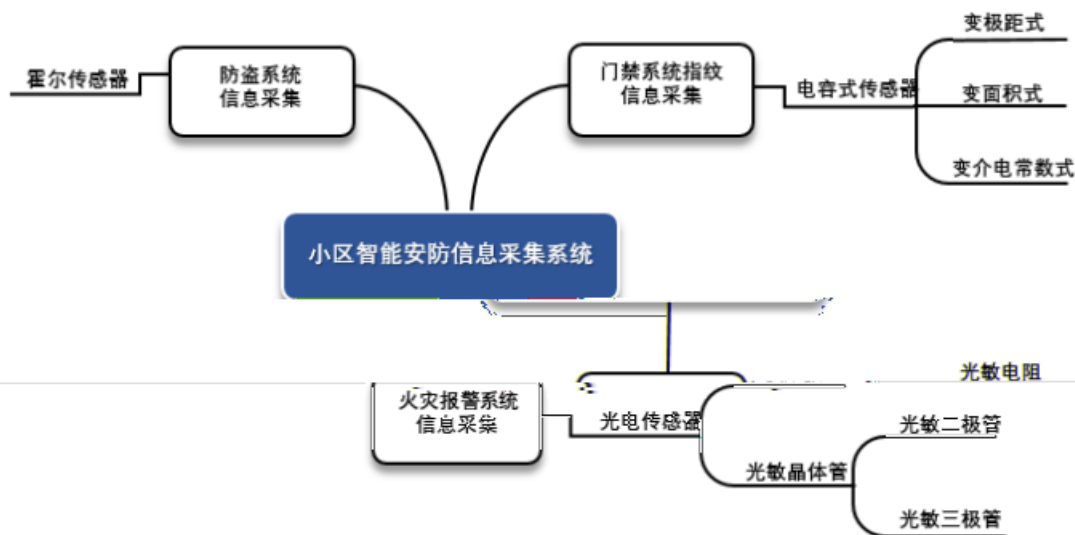 变极距式
霍尔传感器
防盗系统
信息采集
门禁系统指纹
信息采集
电容式传感器
变面积式
变介电常数式
小区智能安防信息采集系统
光敏电阻
火灾报警系统
信息采集
光电传感器
光敏二极管
光敏晶体管
光敏三极管